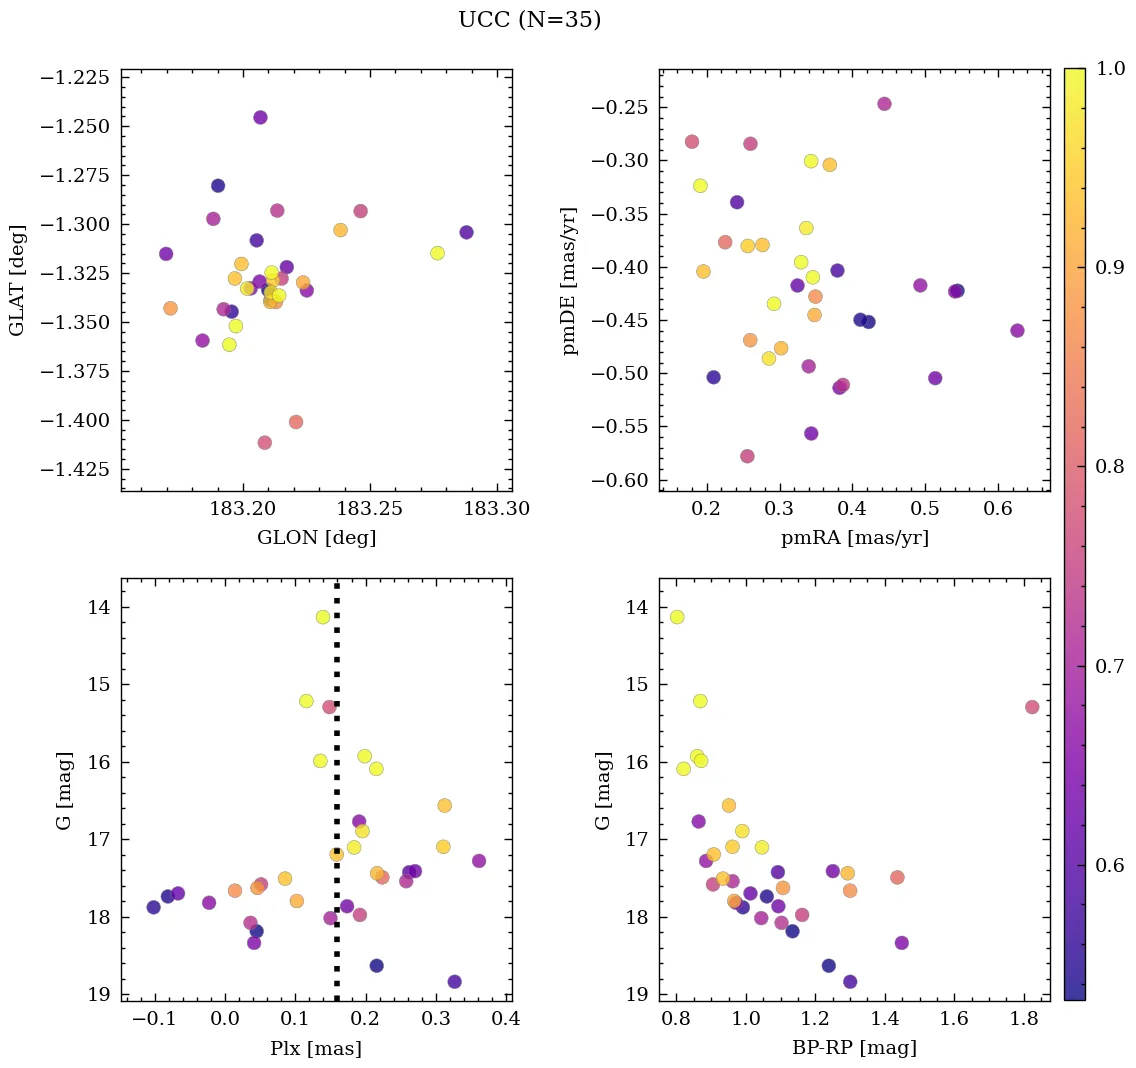 UCC (N=35)
−1.225
−1.250
−1.275
−1.300
−1.325
−1.350
−1.375
−1.400
−1.425
GLAT [deg]
183.20 183.25 183.30
GLON [deg]
−0.25
−0.30
−0.35
−0.40
−0.45
−0.50
−0.55
−0.60
pmDE [mas/yr]
0.2 0.3 0.4 0.5 0.6
pmRA [mas/yr]
14
15
16
17
18
19
G [mag]
−0.1 0.0 0.1 0.2 0.3 0.4
Plx [mas]
14
15
16
17
18
19
G [mag]
0.8 1.0 1.2 1.4 1.6 1.8
BP-RP [mag]
1.0
0.9
0.8
0.7
0.6